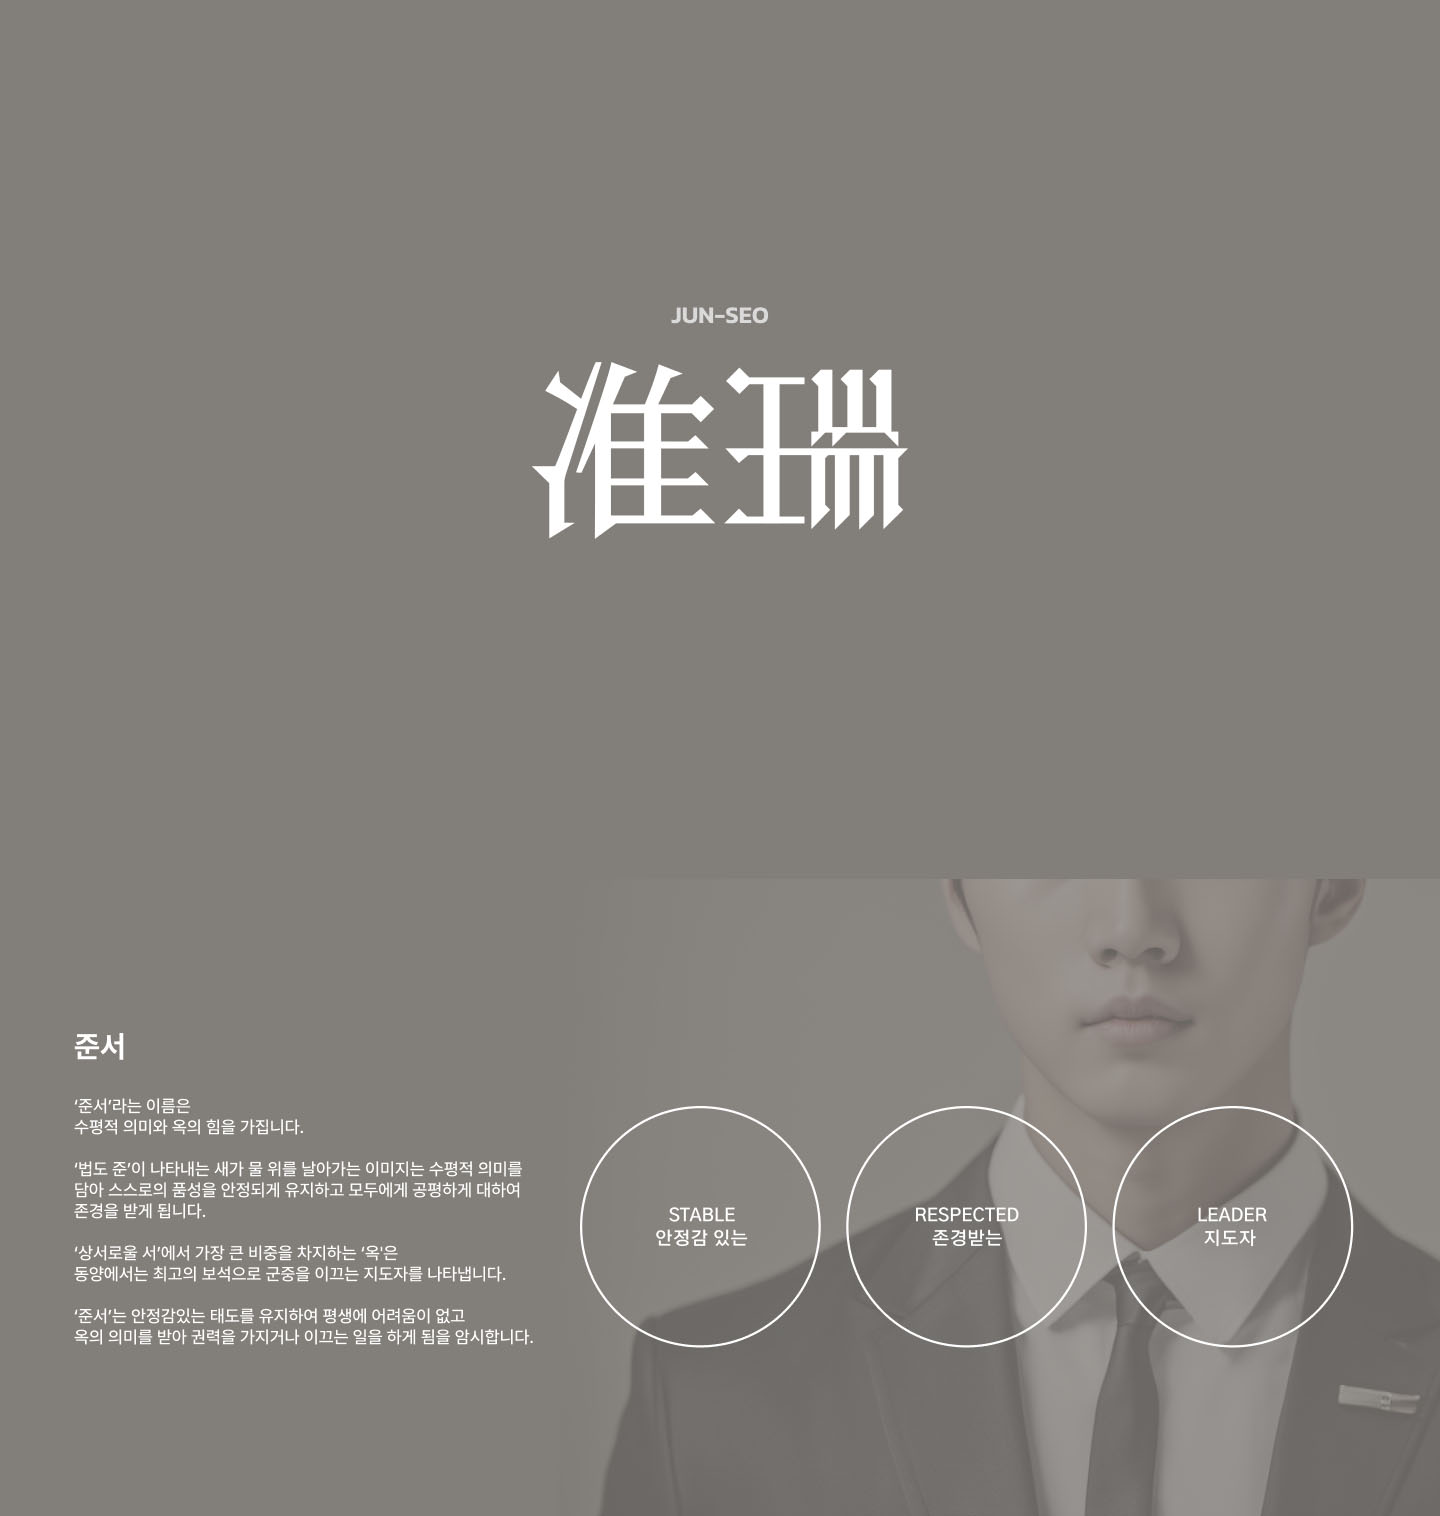 JUN-SEO
准瑞
준서
‘준서’라는 이름은
수평적 의미와 옥의 힘을 가집니다.
‘법도 준’이 나타내는 새가 물 위를 날아가는 이미지는 수평적 의미를
담아 스스로의 품성을 안정되게 유지하고 모두에게 공평하게 대하여
존경을 받게 됩니다.
‘상서로울 서’에서 가장 큰 비중을 차지하는 ‘옥'은
동양에서는 최고의 보석으로 군중을 이끄는 지도자를 나타냅니다.
‘준서’는 안정감있는 태도를 유지하여 평생에 어려움이 없고
옥의 의미를 받아 권력을 가지거나 이끄는 일을 하게 됨을 암시합니다.
STABLE
안정감 있는
RESPECTED
존경받는
LEADER
지도자